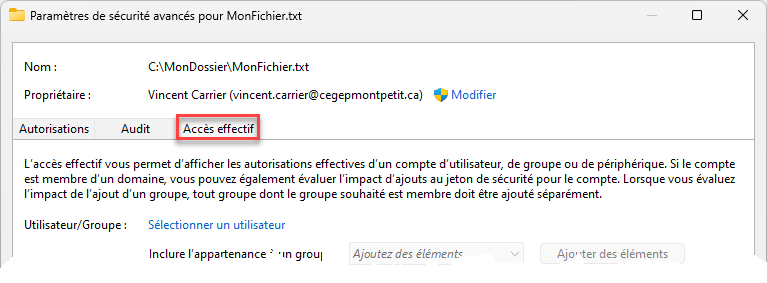 Paramètres de sécurité avancés pour MonFichier.txt
Nom : C:\MonDossier\MonFichier.txt
Propriétaire : Vincent Carrier (vincent.carrier@cegepmontpetit.ca) Modifier
Autorisations Audit Accès effectif
L'accès effectif vous permet d'afficher les autorisations effectives d'un compte d'utilisateur, de groupe ou de périphérique. Si le compte
est membre d'un domaine, vous pouvez également évaluer l'impact d'ajouts au jeton de sécurité pour le compte. Lorsque vous évaluez
l'impact de l'ajout d'un groupe, tout groupe dont le groupe souhaité est membre doit être ajouté séparément.
Utilisateur/Groupe : Sélectionner un utilisateur
Inclure l'appartenance à un group Ajoutez des éléments Ajouter des éléments